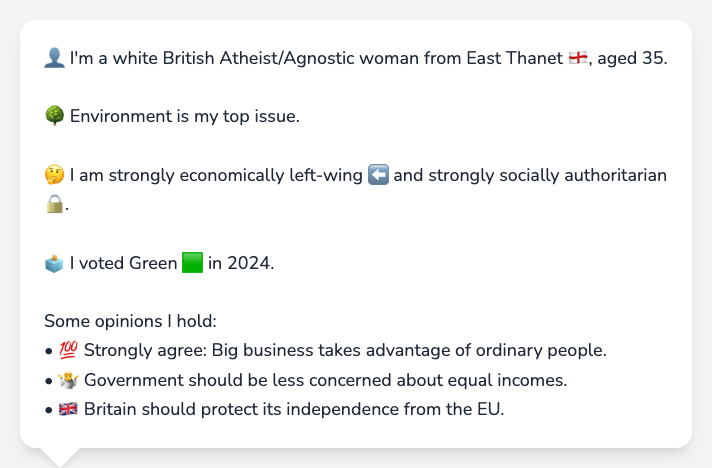 👤 I'm a white British Atheist/Agnostic woman from East Thanet 🏴󠁧󠁢󠁥󠁮󠁧󠁿, aged 35.
🌳 Environment is my top issue.
🤔 I am strongly economically left-wing ⬅️ and strongly socially authoritarian
🔒.
🗳️ I voted Green 🟩 in 2024.
Some opinions I hold:
• 💯 Strongly agree: Big business takes advantage of ordinary people.
• 🤷 Government should be less concerned about equal incomes.
• 🇬🇧 Britain should protect its independence from the EU.